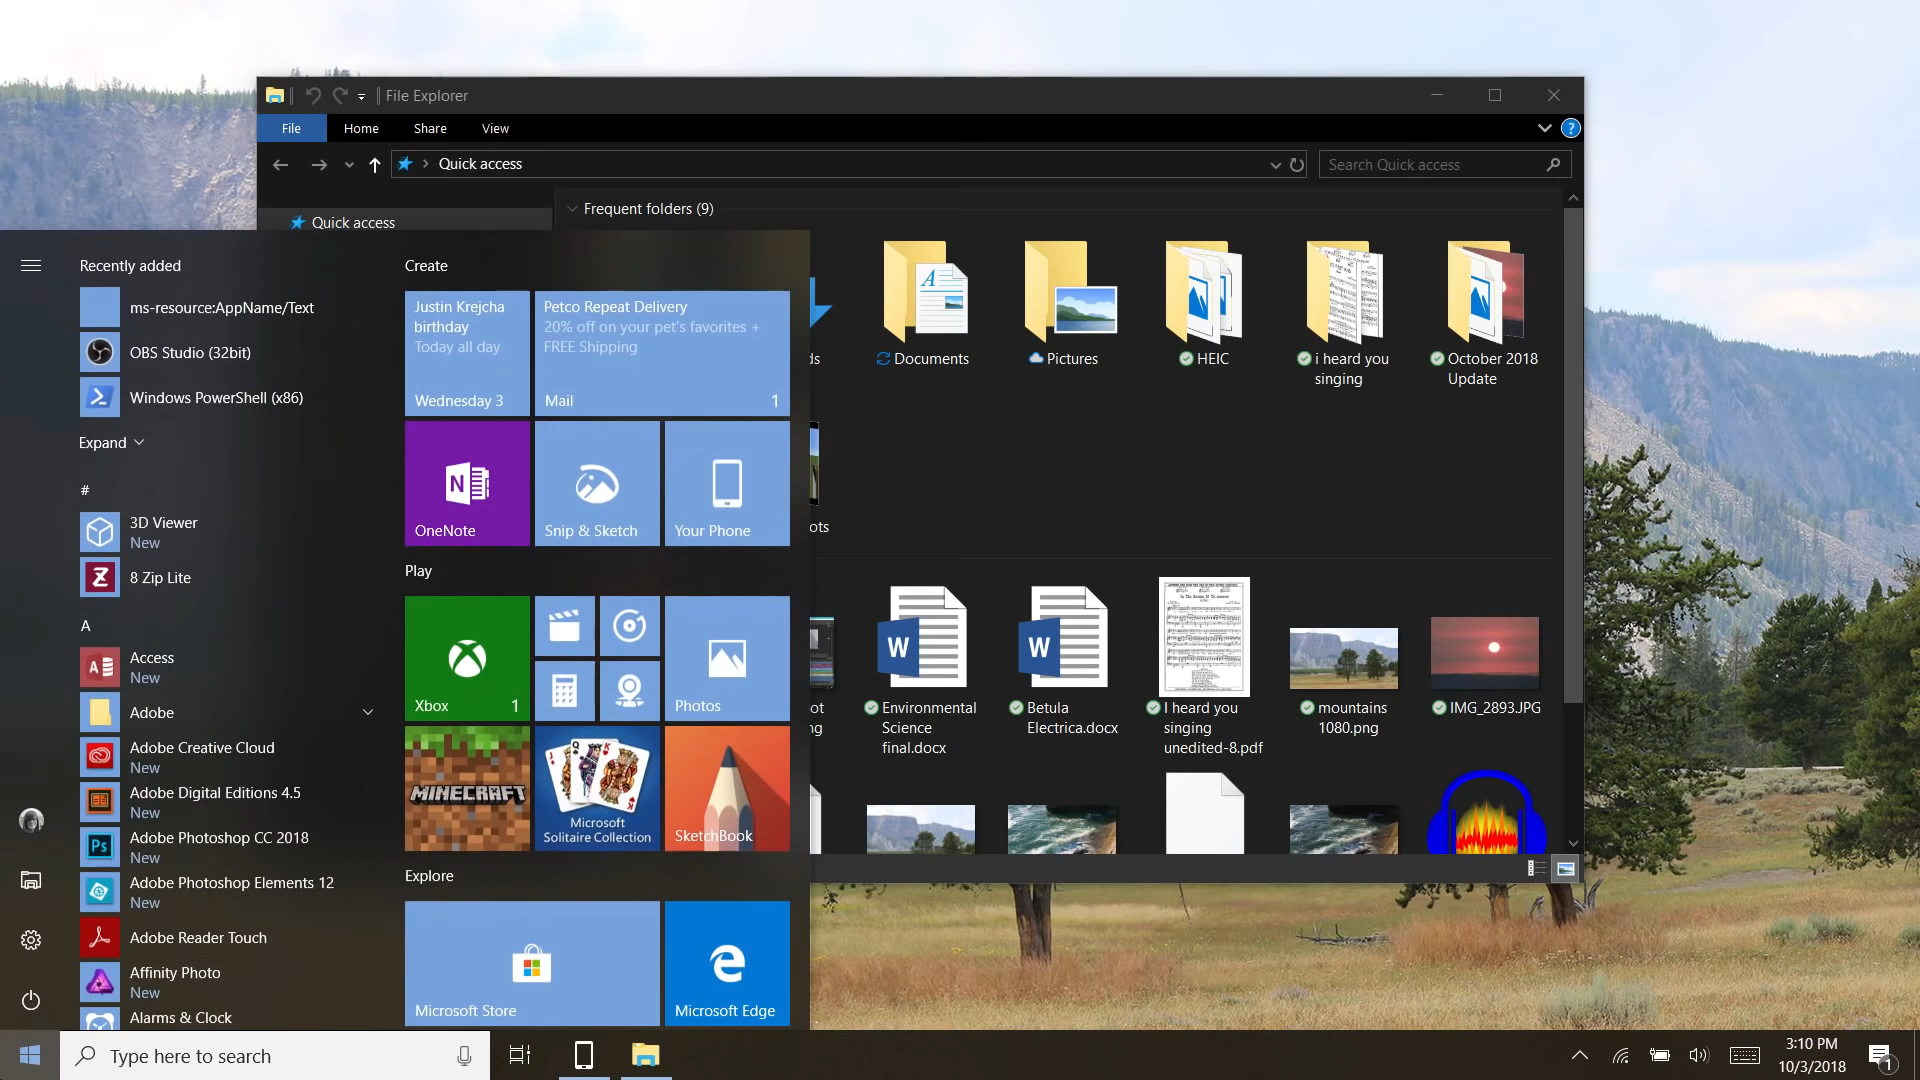 File Explorer
File Home Share View
Quick access
Search Quick access
Quick access
Frequent folders (9)
ds
Documents
Pictures
HEIC
i heard you
singing
October 2018
Update
ots
ot
ng
Environmental
Science
final.docx
Betula
Electrica.docx
I heard you
singing
unedited-8.pdf
mountains
1080.png
IMG_2893.JPG
Recently added
ms-resource:AppName/Text
OBS Studio (32bit)
Windows PowerShell (x86)
Expand
#
3D Viewer
New
8 Zip Lite
A
Access
New
Adobe
Adobe Creative Cloud
New
Adobe Digital Editions 4.5
New
Adobe Photoshop CC 2018
New
Adobe Photoshop Elements 12
New
Adobe Reader Touch
Affinity Photo
New
Alarms & Clock
Create
Justin Krejcha
birthday
Today all day
Wednesday 3
Petco Repeat Delivery
20% off on your pet's favorites +
FREE Shipping
Mail 1
OneNote
Snip & Sketch
Your Phone
Play
Xbox 1
Photos
MINECRAFT
Microsoft
Solitaire Collection
SketchBook
Explore
Microsoft Store
Microsoft Edge
Type here to search
3:10 PM
10/3/2018
1